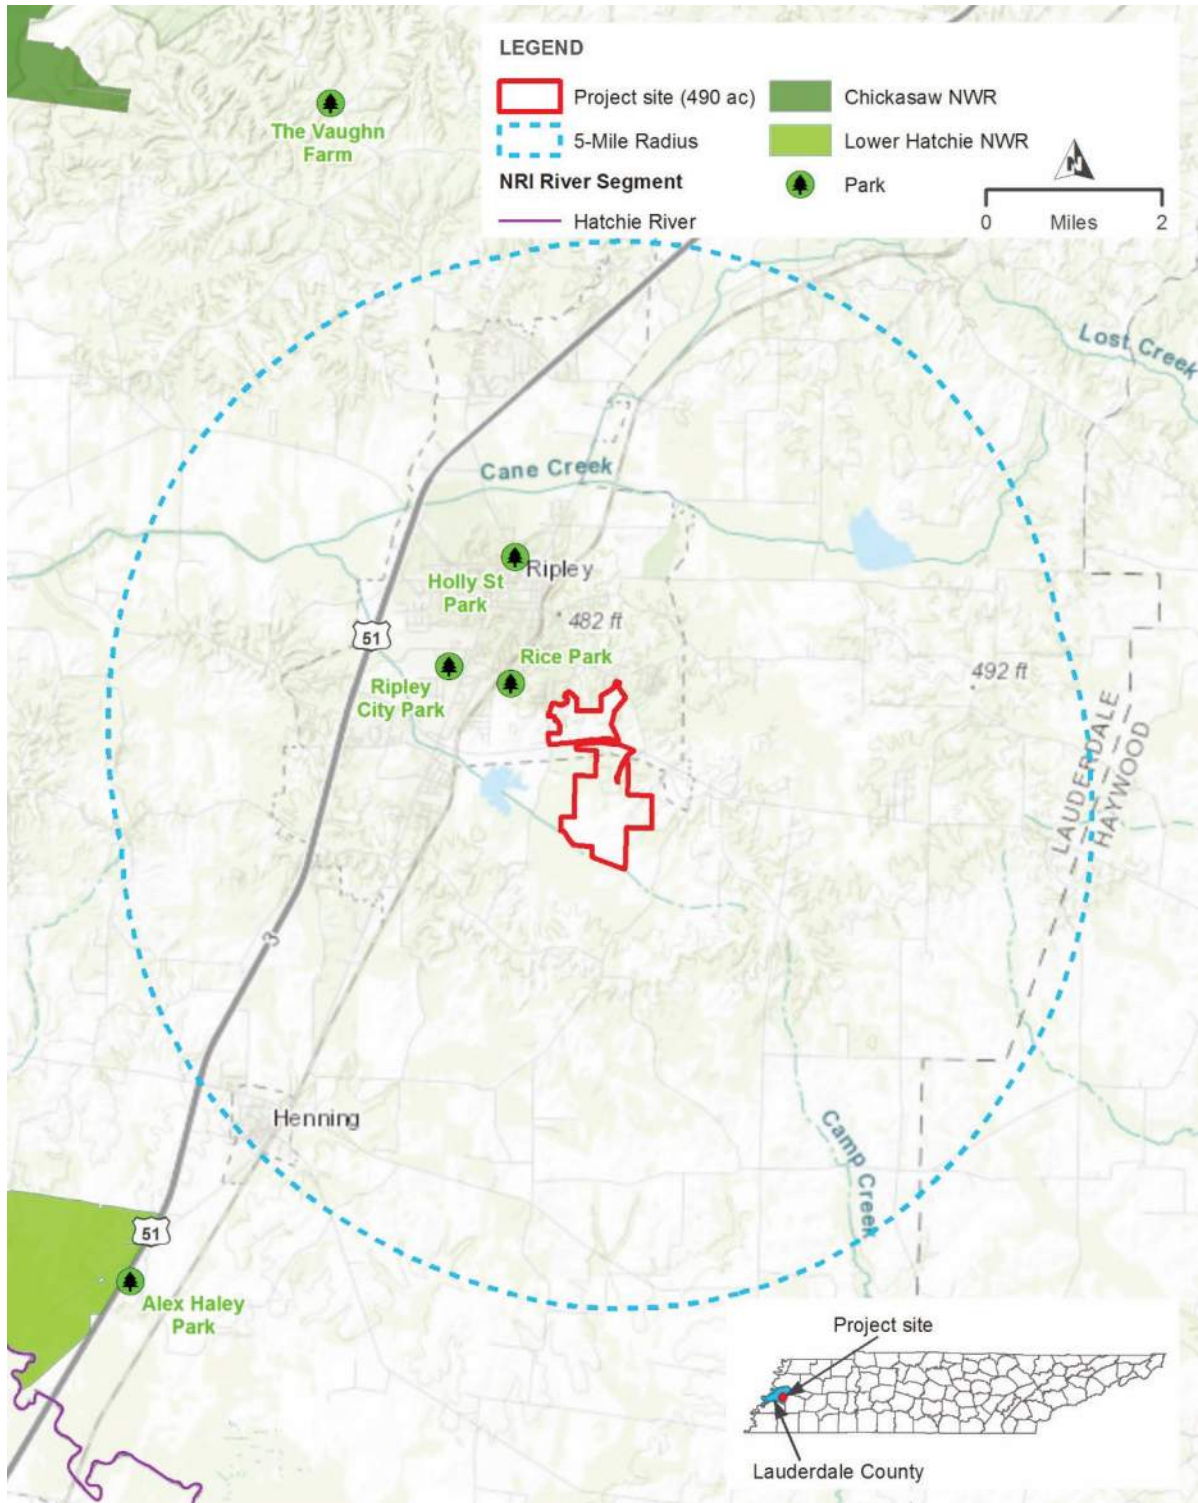 LEGEND
Project site (490 ac)
Chickasaw NWR
5-Mile Radius
Lower Hatchie NWR
NRI River Segment
Park
Hatchie River
N
0 Miles 2
The Vaughn
Farm
Lost Creek
Cane Creek
Ripley
Holly St
Park
482 ft
51
Rice Park
Ripley
City Park
492 ft
LAUDERDALE
HAYWOOD
3
Henning
Camp Creek
51
Alex Haley
Park
Project site
Lauderdale County